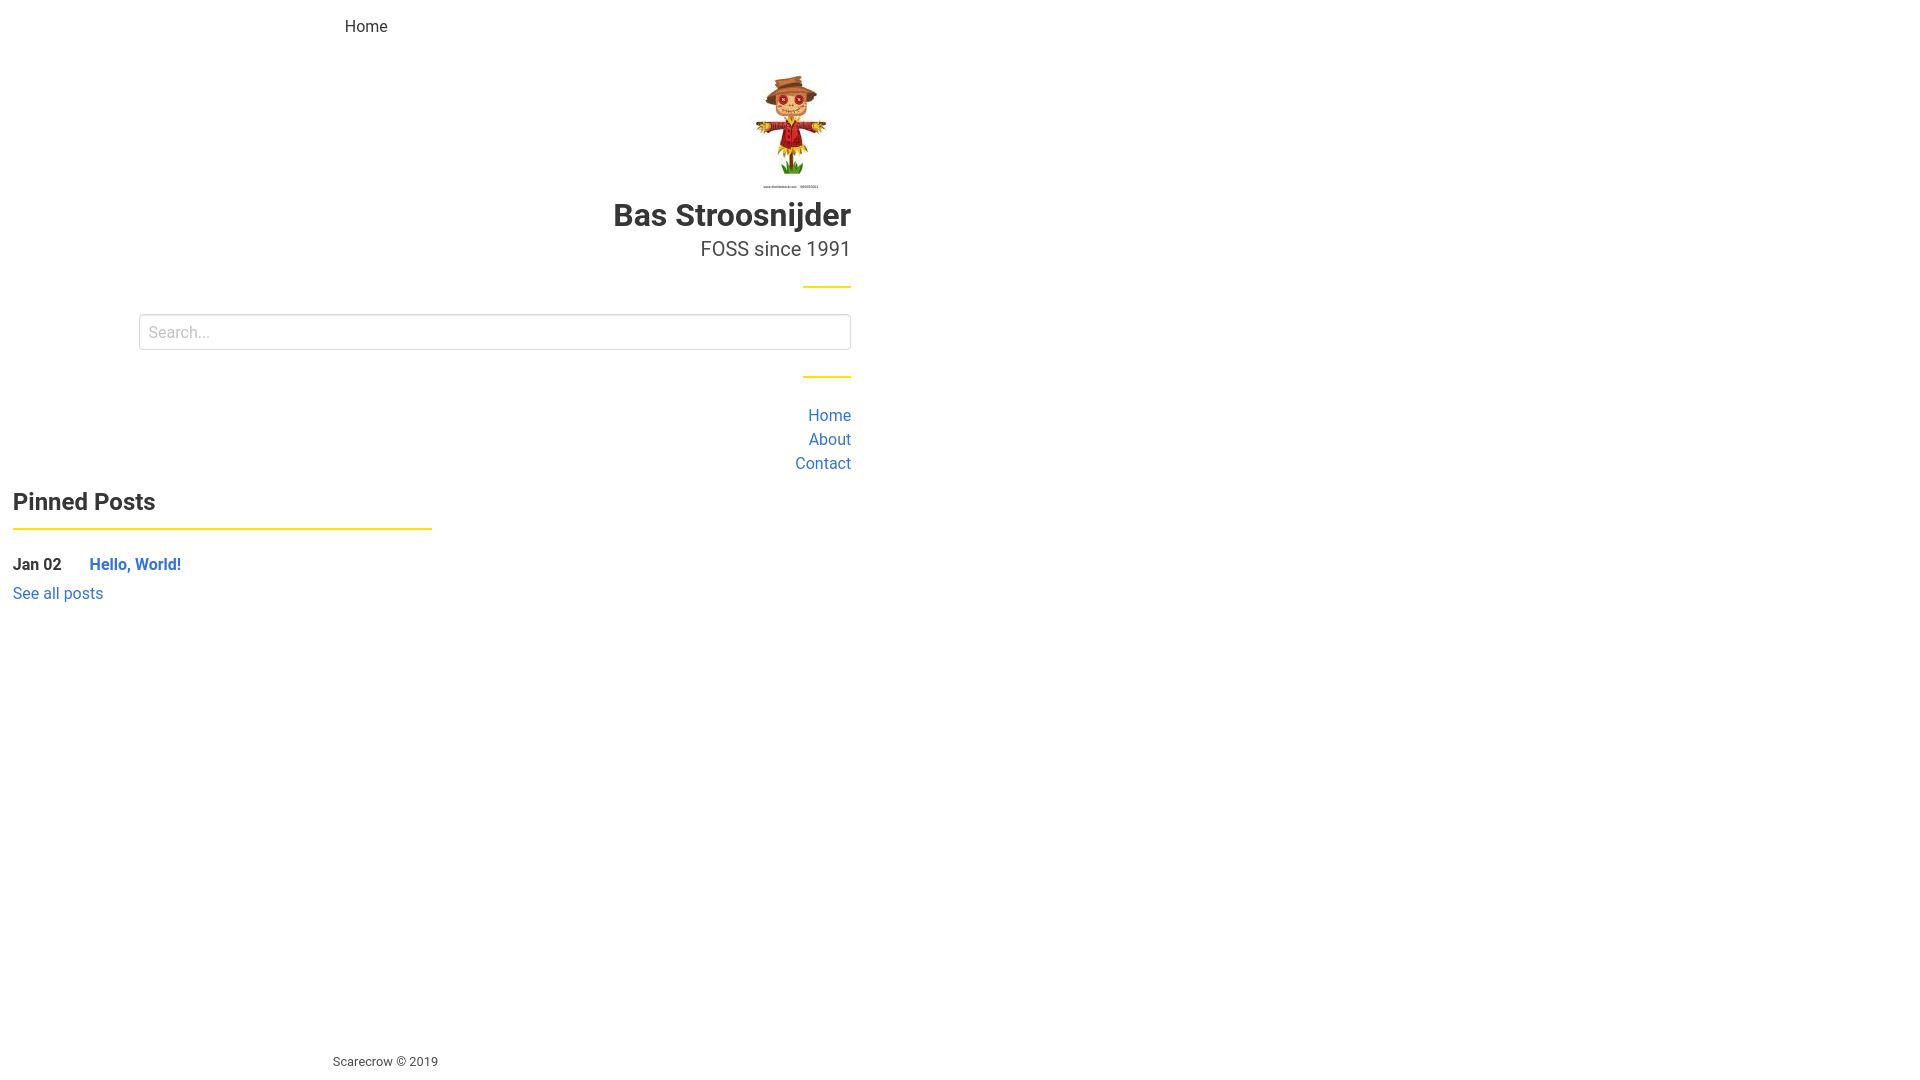 Home
Bas Stroosnijder
FOSS since 1991
Search...
Home
About
Contact
Pinned Posts
Jan 02 Hello, World!
See all posts
Scarecrow © 2019